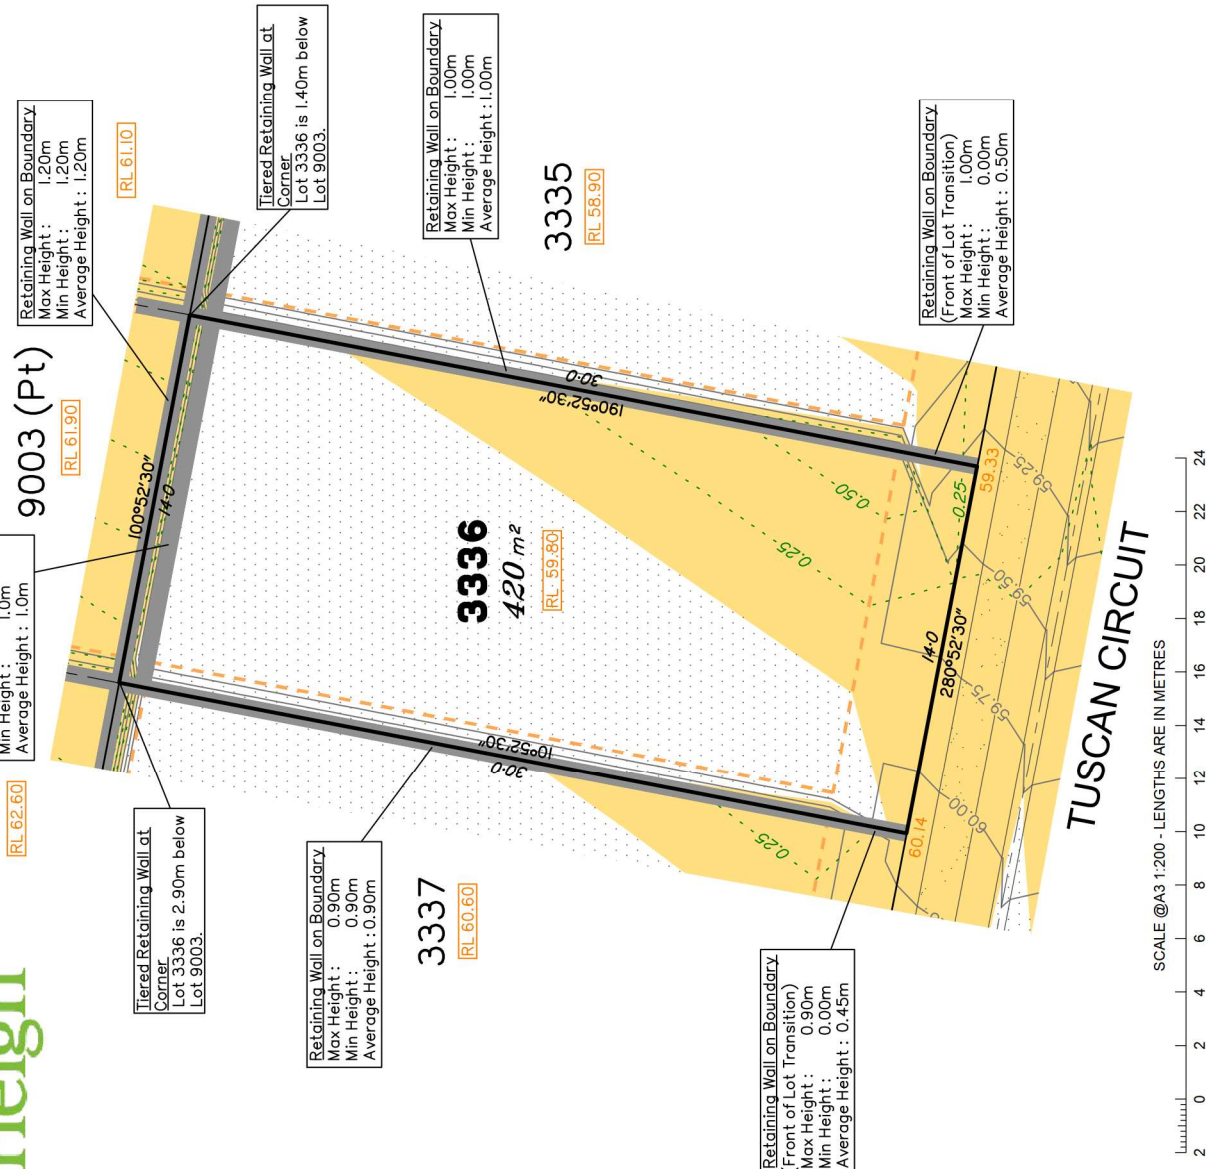 Retaining Wall on Boundary
Max Height : 1.20m
Min Height : 1.20m
Average Height : 1.20m
RL 61.10
Tiered Retaining Wall at
Corner
Lot 3336 is 1.40m below
Lot 9003.
Retaining Wall on Boundary
Max Height : 1.00m
Min Height : 1.00m
Average Height : 1.00m
9003 (Pt)
RL 61.90
3335
RL 58.90
Min Height : 1.0m
Average Height : 1.0m
RL 62.60
100°52'30"
14·0
190°52'30"
30·0
Retaining Wall on Boundary
(Front of Lot Transition)
Max Height : 1.00m
Min Height : 0.00m
Average Height : 0.50m
3336
420 m²
RL 59.80
0.50
0.25
0.25
59.33
59.25
59.50
59.75
60.00
10°52'30"
30·0
14·0
280°52'30"
60.14
Tiered Retaining Wall at
Corner
Lot 3336 is 2.90m below
Lot 9003.
Retaining Wall on Boundary
Max Height : 0.90m
Min Height : 0.90m
Average Height : 0.90m
3337
RL 60.60
0.25
Retaining Wall on Boundary
(Front of Lot Transition)
Max Height : 0.90m
Min Height : 0.00m
Average Height : 0.45m
TUSCAN CIRCUIT
SCALE @A3 1:200 - LENGTHS ARE IN METRES
2 0 2 4 6 8 10 12 14 16 18 20 22 24